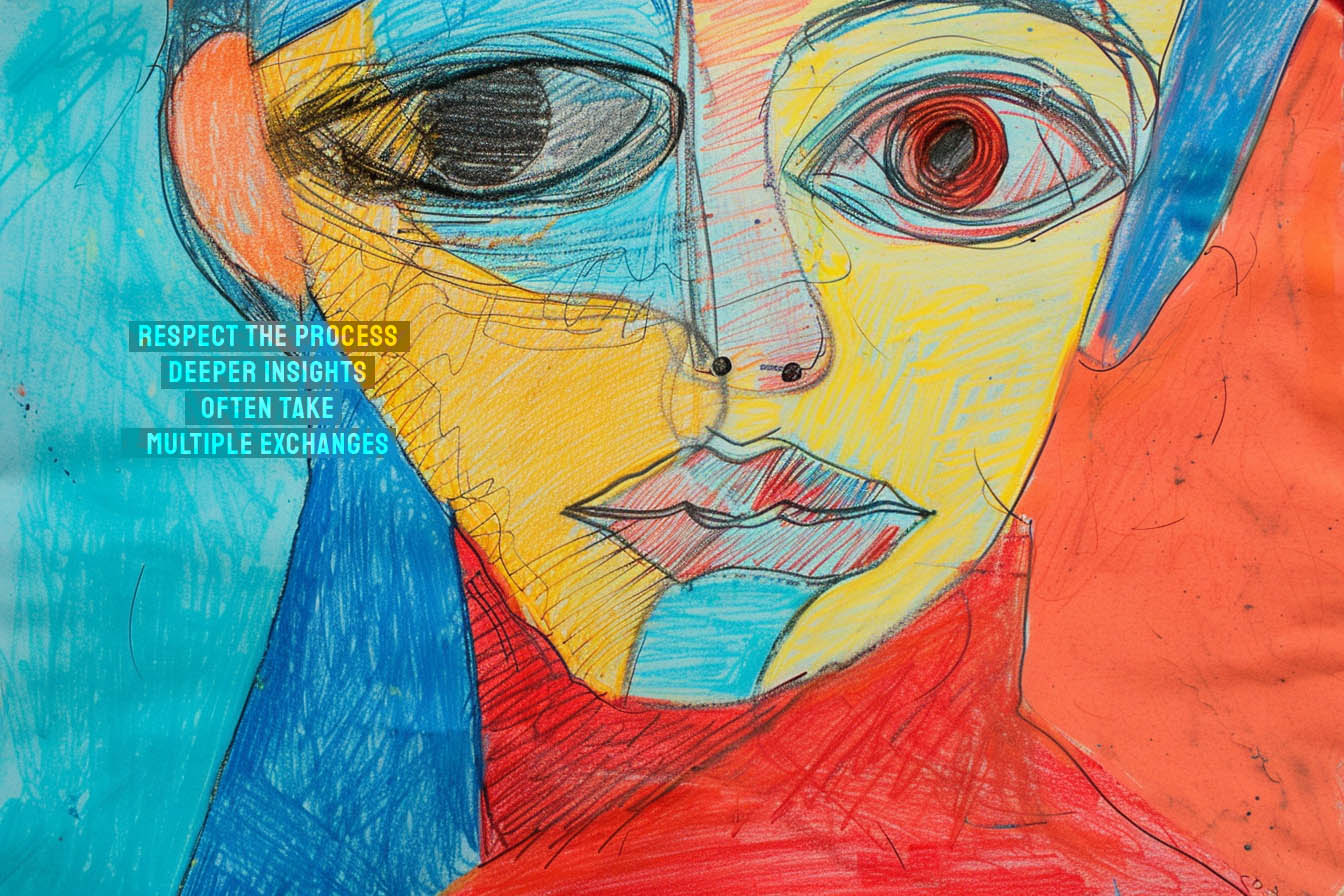 RESPECT THE PROCESS
DEEPER INSIGHTS
OFTEN TAKE
MULTIPLE EXCHANGES